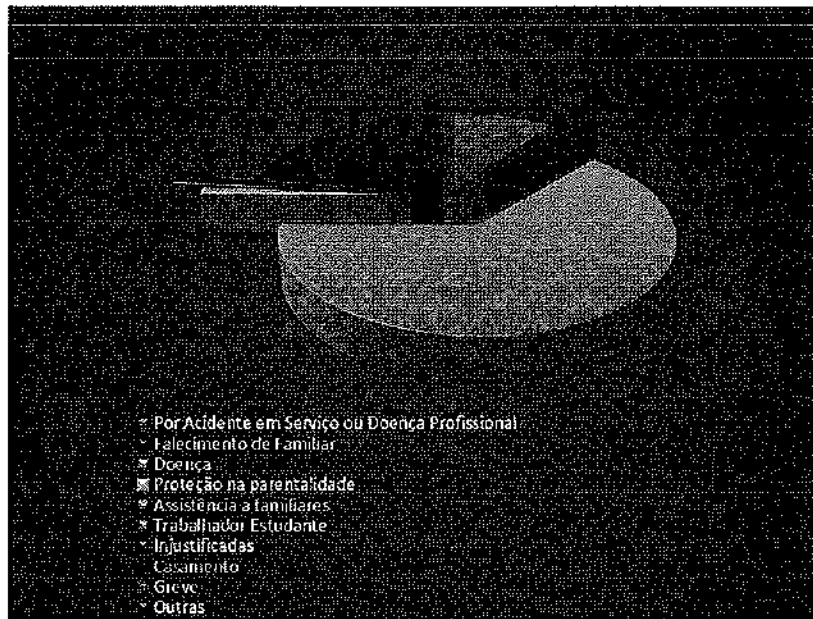 Por Acidente em Serviço ou Doença Profissional
Falecimento de Familiar
Doença
Proteção na parentalidade
Assistência a familiares
Trabalhador Estudante
Injustificadas
Casamento
Greve
Outras